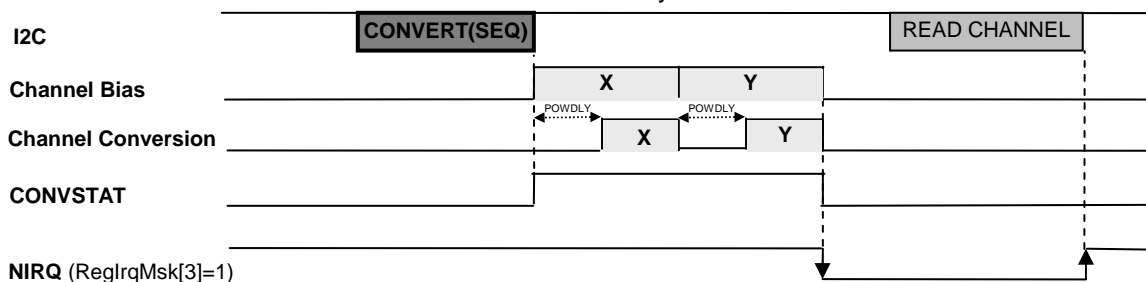 I2C CONVERT(SEQ) READ CHANNEL
Channel Bias X Y
POWDLY POWDLY
Channel Conversion X Y
CONVSTAT
NIRQ (RegIrqMsk[3]=1)